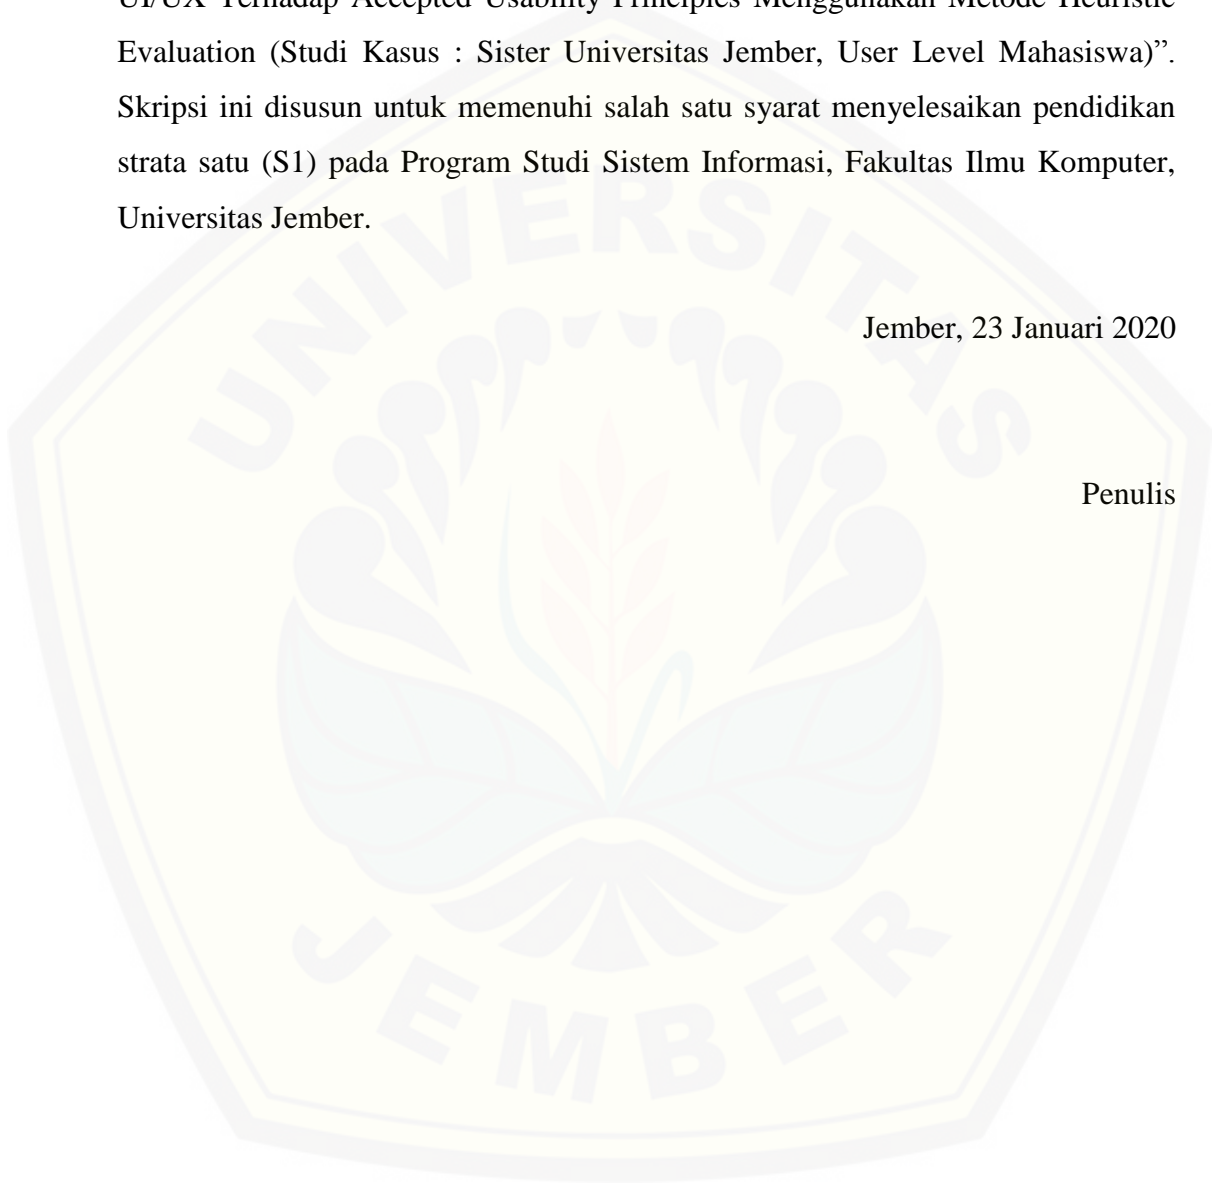 UI/UX Terhadap Accepted Usability Principles Menggunakan Metode Heuristic
Evaluation (Studi Kasus : Sister Universitas Jember, User Level Mahasiswa)”.
Skripsi ini disusun untuk memenuhi salah satu syarat menyelesaikan pendidikan
strata satu (S1) pada Program Studi Sistem Informasi, Fakultas Ilmu Komputer,
Universitas Jember.
Jember, 23 Januari 2020
Penulis
UNIVERSITAS
JEMBER